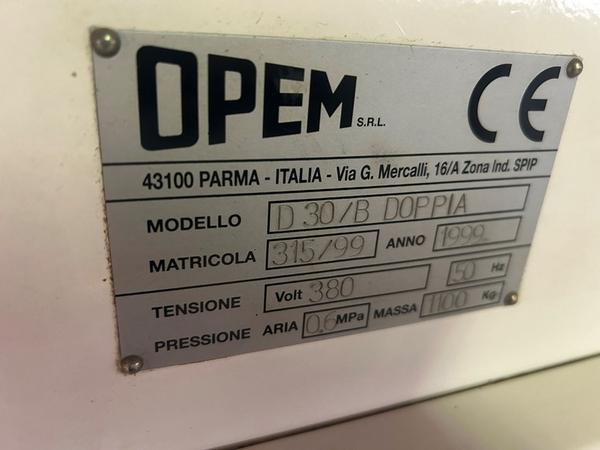 OPEM S.R.L. CE
43100 PARMA - ITALIA - Via G. Mercalli, 16/A Zona Ind. SPIP
MODELLO D 30/B DOPPIA
MATRICOLA 315/99 ANNO 1999
TENSIONE Volt 380 50 Hz
PRESSIONE ARIA 0,6 MPa MASSA 1100 Kg